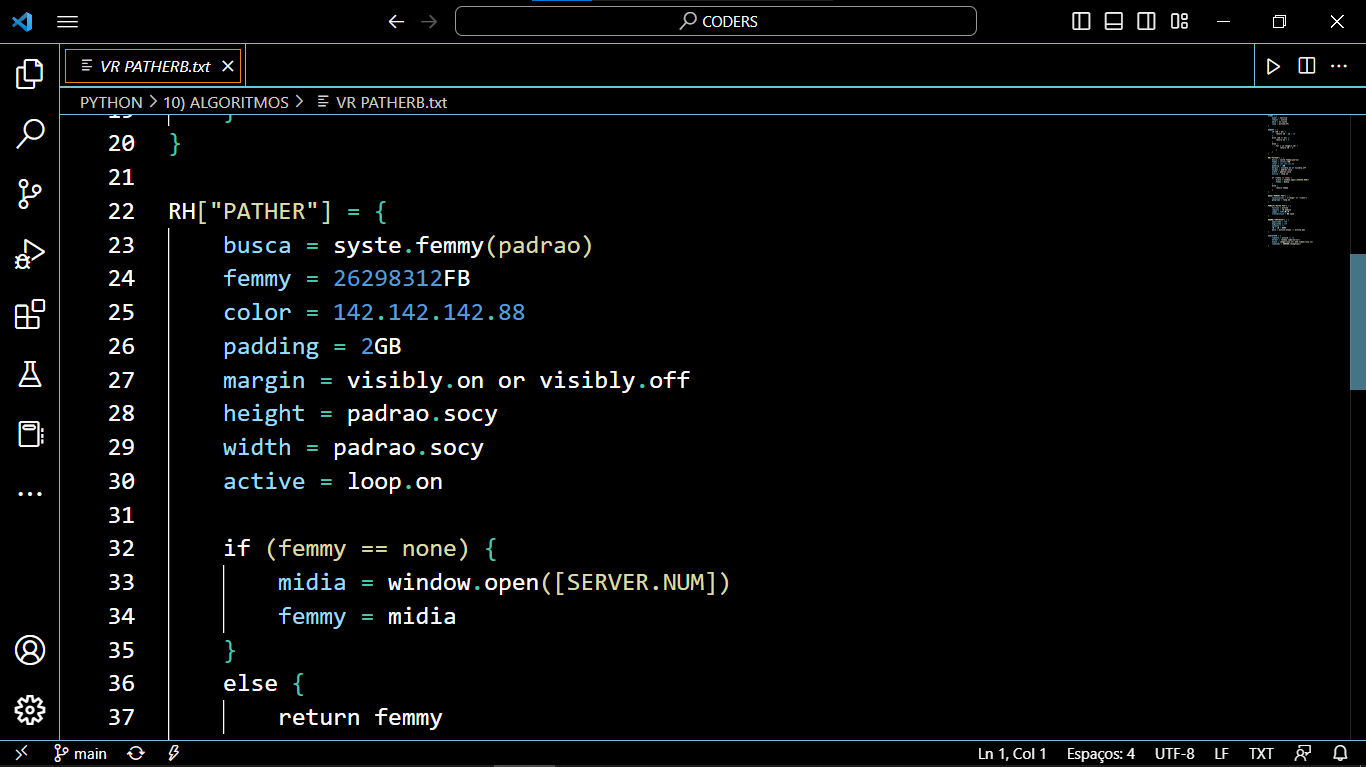 CODERS
VR PATHERB.txt
PYTHON > 10) ALGORITMOS > VR PATHERB.txt
19 }
20 }
21
22 RH["PATHER"] = {
23 busca = syste.femmy(padrao)
24 femmy = 26298312FB
25 color = 142.142.142.88
26 padding = 2GB
27 margin = visibly.on or visibly.off
28 height = padrao.socy
29 width = padrao.socy
30 active = loop.on
31
32 if (femmy == none) {
33 midia = window.open([SERVER.NUM])
34 femmy = midia
35 }
36 else {
37 return femmy
main
Ln 1, Col 1 Espaços: 4 UTF-8 LF TXT